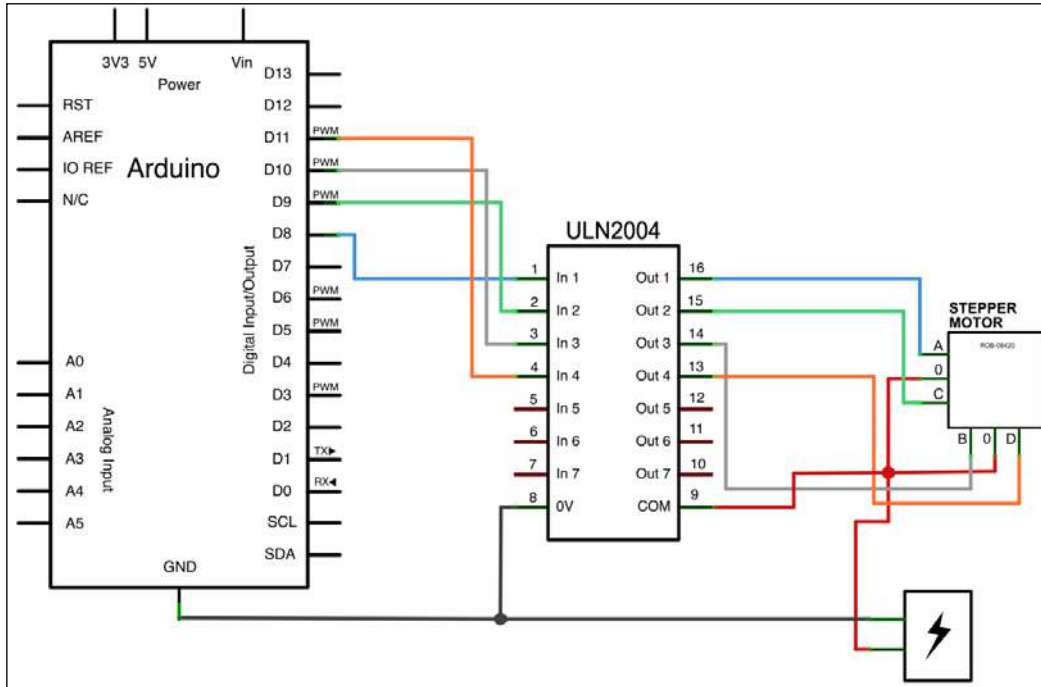 3V3 5V Vin
Power
RST
AREF
IO REF
N/C
Arduino
A0
A1
A2
A3
A4
A5
Analog Input
Digital Input/Output
D13
D12
D11 PWM
D10 PWM
D9 PWM
D8
D7
D6 PWM
D5 PWM
D4
D3 PWM
D2
D1 TX▶
D0 RX◀
SCL
SDA
GND
ULN2004
1 In 1 Out 1 16
2 In 2 Out 2 15
3 In 3 Out 3 14
4 In 4 Out 4 13
5 In 5 Out 5 12
6 In 6 Out 6 11
7 In 7 Out 7 10
8 0V COM 9
STEPPER
MOTOR
ROB-08420
A
0
C
B 0 D